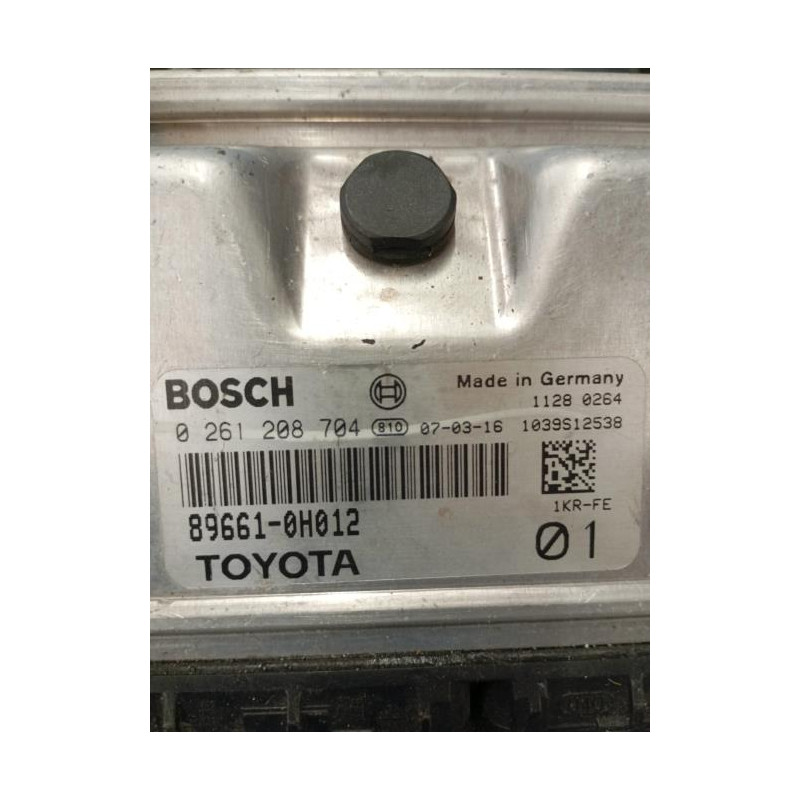 BOSCH
Made in Germany
1128 0264
0 261 208 704 810 07-03-16 1039S12538
1KR-FE
89661-0H012
TOYOTA
01